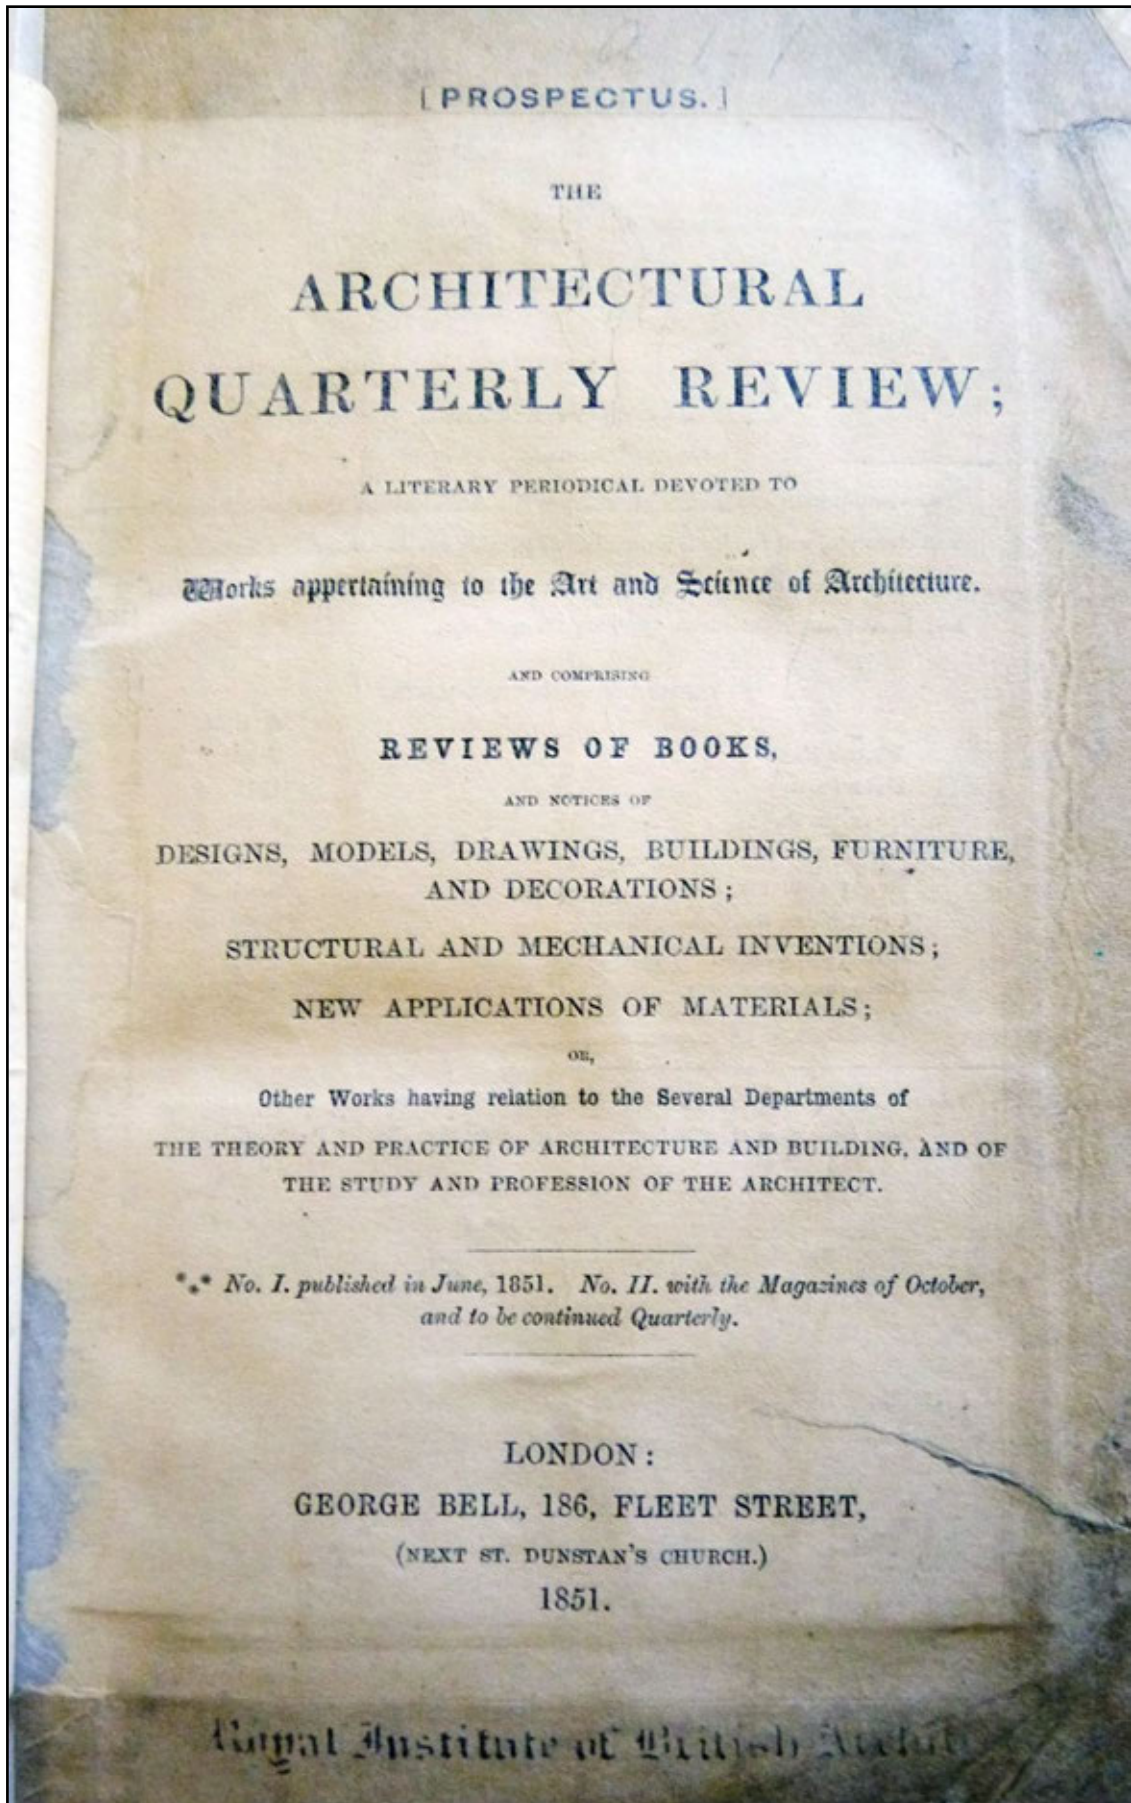 [PROSPECTUS.]
THE
ARCHITECTURAL
QUARTERLY REVIEW;
A LITERARY PERIODICAL DEVOTED TO
Works appertaining to the Art and Science of Architecture.
AND COMPRISING
REVIEWS OF BOOKS,
AND NOTICES OF
DESIGNS, MODELS, DRAWINGS, BUILDINGS, FURNITURE,
AND DECORATIONS;
STRUCTURAL AND MECHANICAL INVENTIONS;
NEW APPLICATIONS OF MATERIALS;
OR,
Other Works having relation to the Several Departments of
THE THEORY AND PRACTICE OF ARCHITECTURE AND BUILDING, AND OF
THE STUDY AND PROFESSION OF THE ARCHITECT.
*⁎* No. I. published in June, 1851. No. II. with the Magazines of October,
and to be continued Quarterly.
LONDON:
GEORGE BELL, 186, FLEET STREET,
(NEXT ST. DUNSTAN'S CHURCH.)
1851.
Royal Institute of British